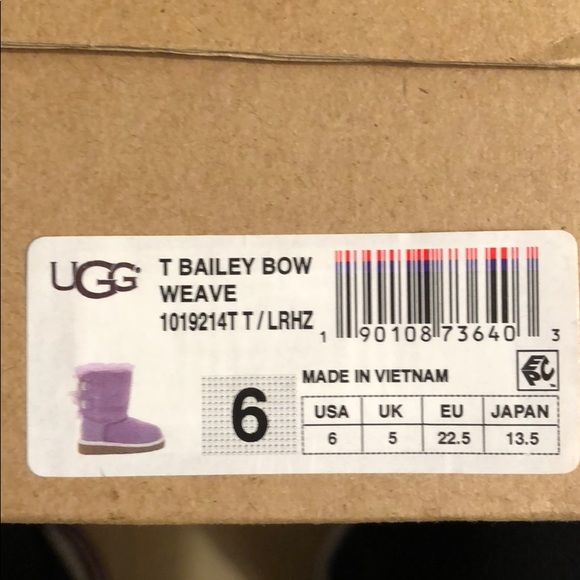 UGG
T BAILEY BOW
WEAVE
1019214T T / LRHZ
1 90108 73640 3
EPC
6
MADE IN VIETNAM
USA UK EU JAPAN
6 5 22.5 13.5